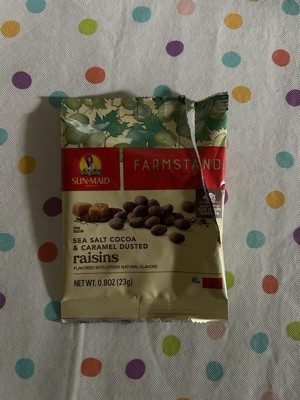 SUN-MAID
FARMSTAND
SEA SALT COCOA
& CARAMEL DUSTED
raisins
FLAVORED WITH OTHER NATURAL FLAVORS
NET WT. 0.8OZ (23g)